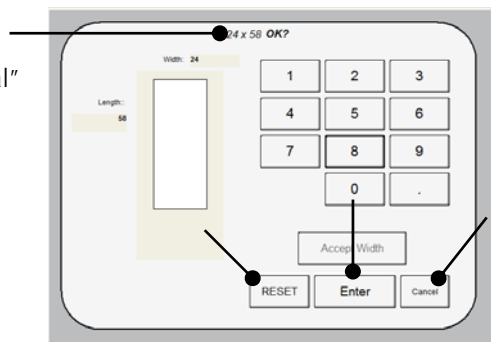 24 x 58 OK?
Width: 24
al"
Length::
58
1 2 3
4 5 6
7 8 9
0 .
Accept Width
RESET Enter Cancel